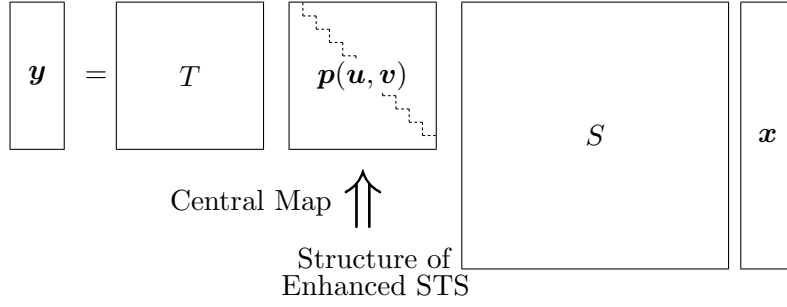 y = T p(u, v) S x
Central Map
Structure of
Enhanced STS